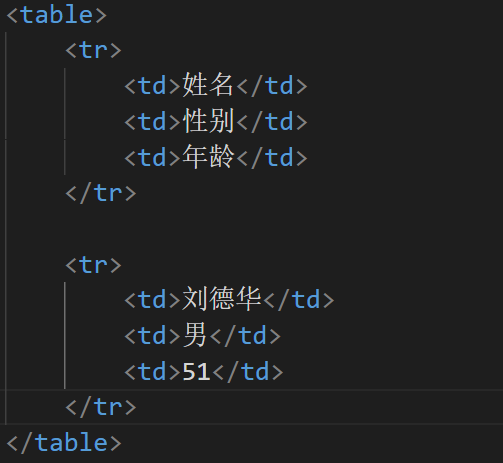 <table>
<tr>
<td>姓名</td>
<td>性别</td>
<td>年龄</td>
</tr>
<tr>
<td>刘德华</td>
<td>男</td>
<td>51</td>
</tr>
</table>